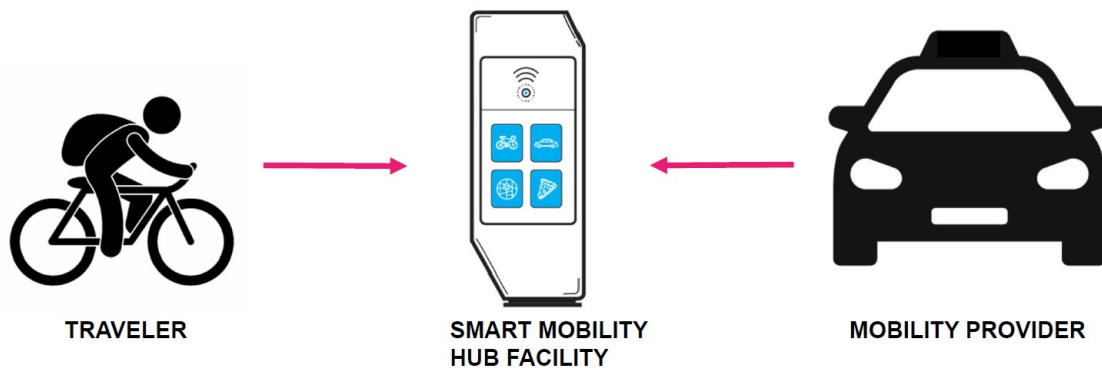 TRAVELER
SMART MOBILITY
HUB FACILITY
MOBILITY PROVIDER